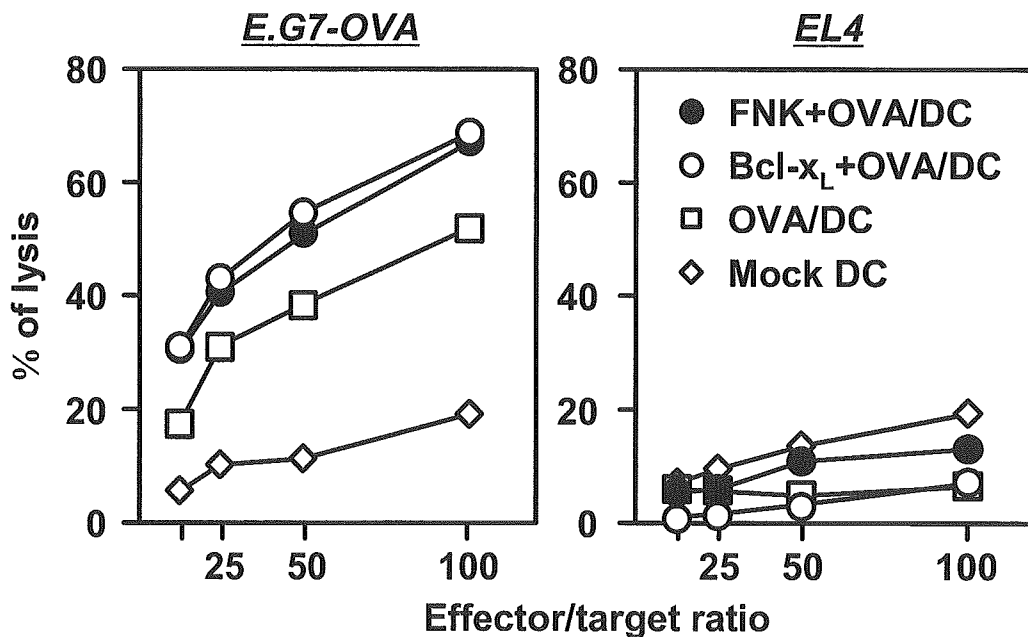 E.G7-OVA
EL4
80
60
40
20
0
25 50 100
80
60
40
20
0
25 50 100
% of lysis
Effector/target ratio
FNK+OVA/DC
Bcl-xL+OVA/DC
OVA/DC
Mock DC